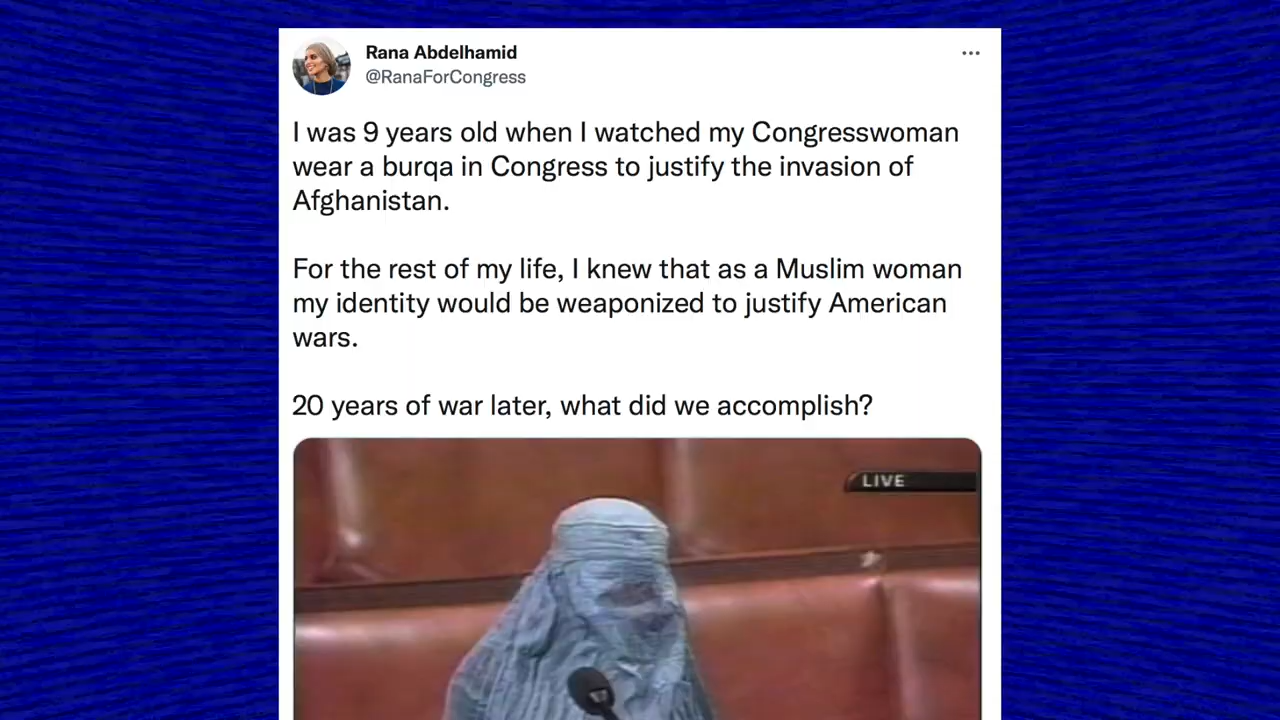 Rana Abdelhamid
@RanaForCongress
I was 9 years old when I watched my Congresswoman
wear a burqa in Congress to justify the invasion of
Afghanistan.
For the rest of my life, I knew that as a Muslim woman
my identity would be weaponized to justify American
wars.
20 years of war later, what did we accomplish?
LIVE